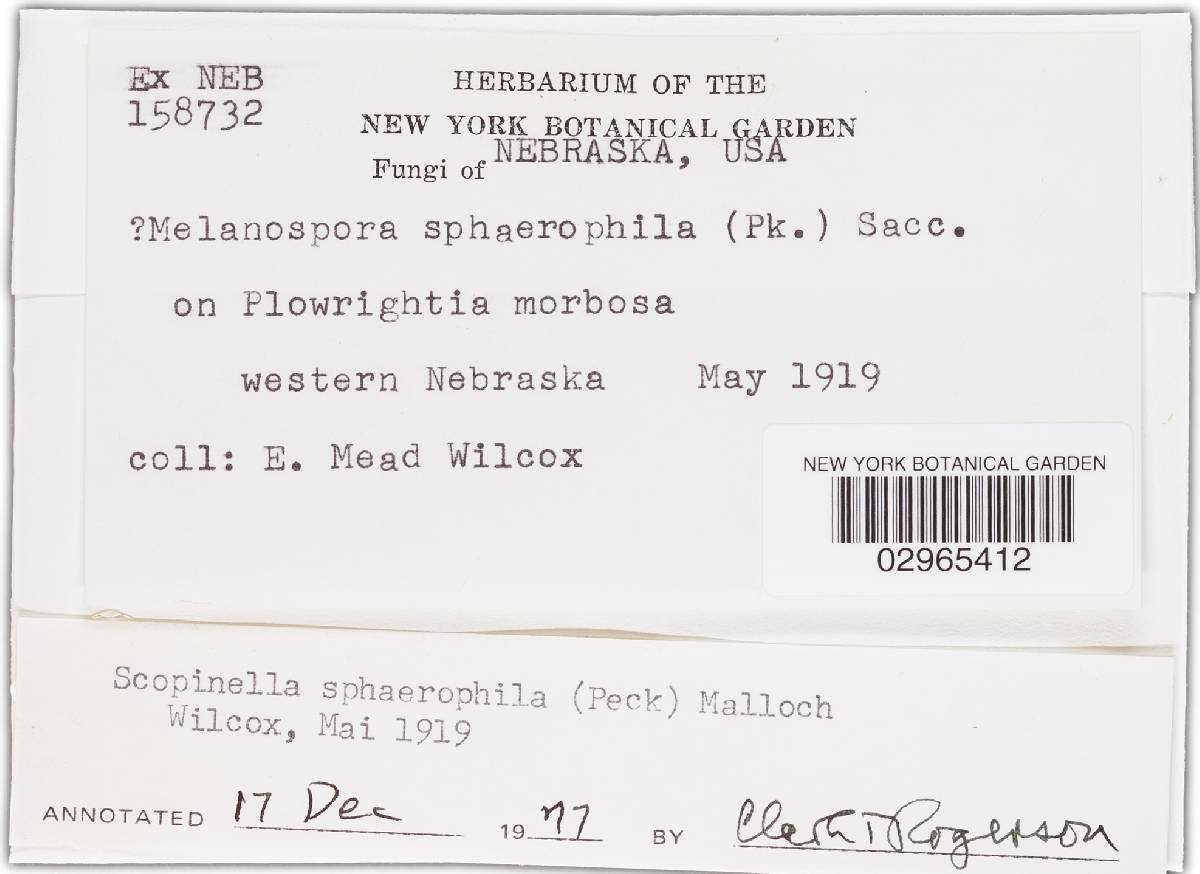 Ex NEB
158732
HERBARIUM OF THE
NEW YORK BOTANICAL GARDEN
Fungi of NEBRASKA, USA
?Melanospora sphaerophila (Pk.) Sacc.
on Plowrightia morbosa
western Nebraska May 1919
coll: E. Mead Wilcox
NEW YORK BOTANICAL GARDEN
02965412
Scopinella sphaerophila (Peck) Malloch
Wilcox, Mai 1919
ANNOTATED 17 Dec 1977 BY Clark T Rogerson